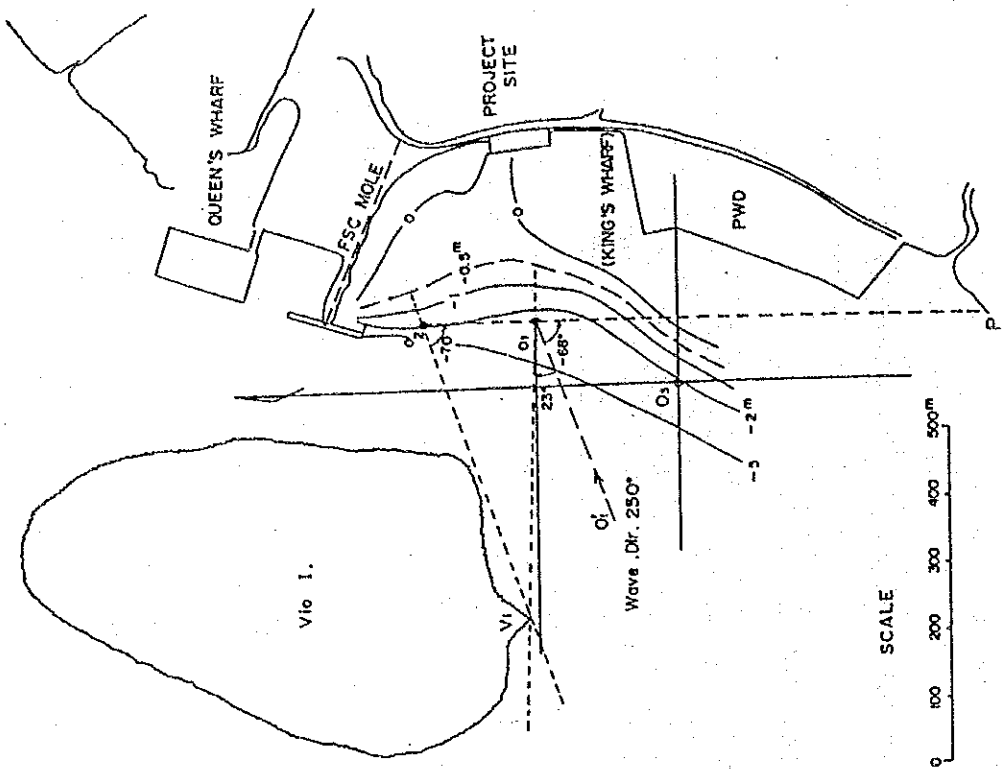 QUEEN'S WHARF
PROJECT
SITE
FSC MOLE
0
0
-0.5m
-1
(KING'S WHARF)
PWD
2
-70°
O1
-68°
23°
O3
-2m
-5
P
Vio I.
V1
O1'
Wave .Dir. 250°
SCALE
0 100 200 300 400 500m